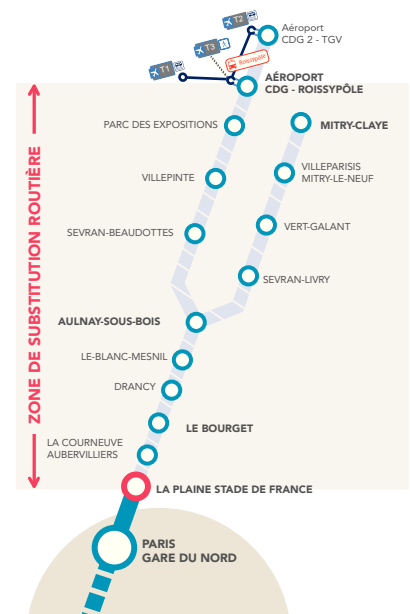 Aéroport
CDG 2 - TGV
T2
T3
T1
Roissypôle
AÉROPORT
CDG - ROISSYPÔLE
PARC DES EXPOSITIONS
MITRY-CLAYE
VILLEPINTE
VILLEPARISIS
MITRY-LE-NEUF
SEVRAN-BEAUDOTTES
VERT-GALANT
SEVRAN-LIVRY
ZONE DE SUBSTITUTION ROUTIÈRE
AULNAY-SOUS-BOIS
LE-BLANC-MESNIL
DRANCY
LE BOURGET
LA COURNEUVE
AUBERVILLIERS
LA PLAINE STADE DE FRANCE
PARIS
GARE DU NORD